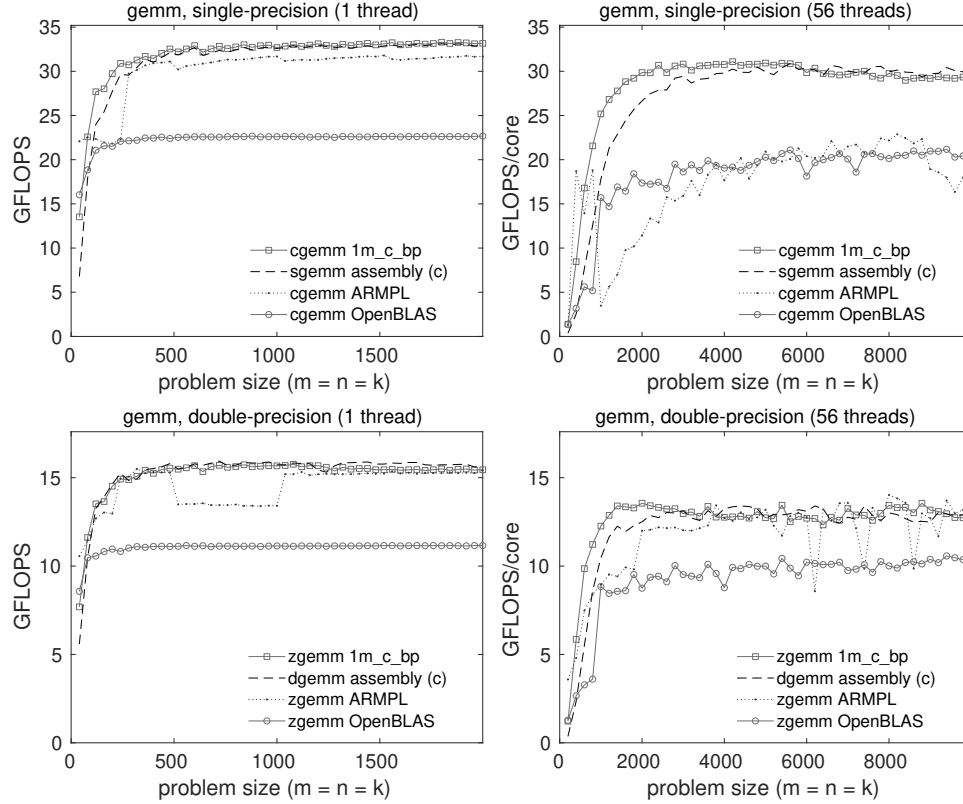 gemm, single-precision (1 thread)
35
30
25
20
15
10
5
0
GFLOPS
cgemm 1m_c_bp
sgemm assembly (c)
cgemm ARMPL
cgemm OpenBLAS
0 500 1000 1500
problem size (m = n = k)
gemm, single-precision (56 threads)
35
30
25
20
15
10
5
0
GFLOPS/core
cgemm 1m_c_bp
sgemm assembly (c)
cgemm ARMPL
cgemm OpenBLAS
0 2000 4000 6000 8000
problem size (m = n = k)
gemm, double-precision (1 thread)
15
10
5
0
GFLOPS
zgemm 1m_c_bp
dgemm assembly (c)
zgemm ARMPL
zgemm OpenBLAS
0 500 1000 1500
problem size (m = n = k)
gemm, double-precision (56 threads)
15
10
5
0
GFLOPS/core
zgemm 1m_c_bp
dgemm assembly (c)
zgemm ARMPL
zgemm OpenBLAS
0 2000 4000 6000 8000
problem size (m = n = k)